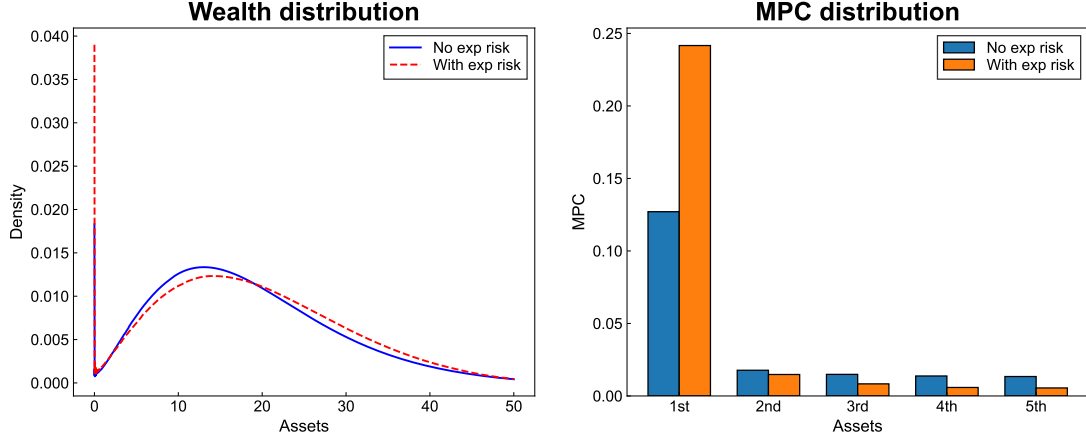 Wealth distribution
0.040
0.035
0.030
0.025
0.020
0.015
0.010
0.005
0.000
Density
0 10 20 30 40 50
Assets
No exp risk
With exp risk
MPC distribution
0.25
0.20
0.15
0.10
0.05
0.00
MPC
1st 2nd 3rd 4th 5th
Assets
No exp risk
With exp risk